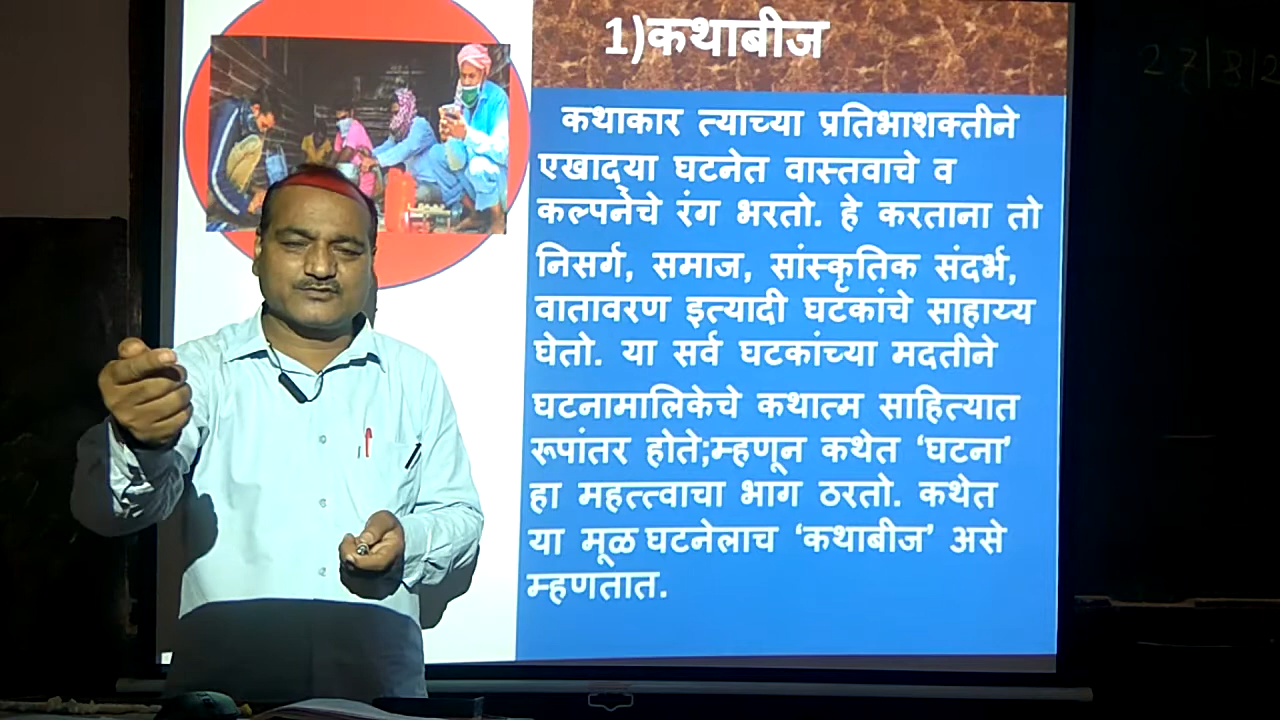 1)कथाबीज
कथाकार त्याच्या प्रतिभाशक्तीने
एखाद्या घटनेत वास्तवाचे व
कल्पनेचे रंग भरतो. हे करताना तो
निसर्ग, समाज, सांस्कृतिक संदर्भ,
वातावरण इत्यादी घटकांचे साहाय्य
घेतो. या सर्व घटकांच्या मदतीने
घटनामालिकेचे कथात्म साहित्यात
रूपांतर होते;म्हणून कथेत ‘घटना’
हा महत्त्वाचा भाग ठरतो. कथेत
या मूळ घटनेलाच ‘कथाबीज’ असे
म्हणतात.